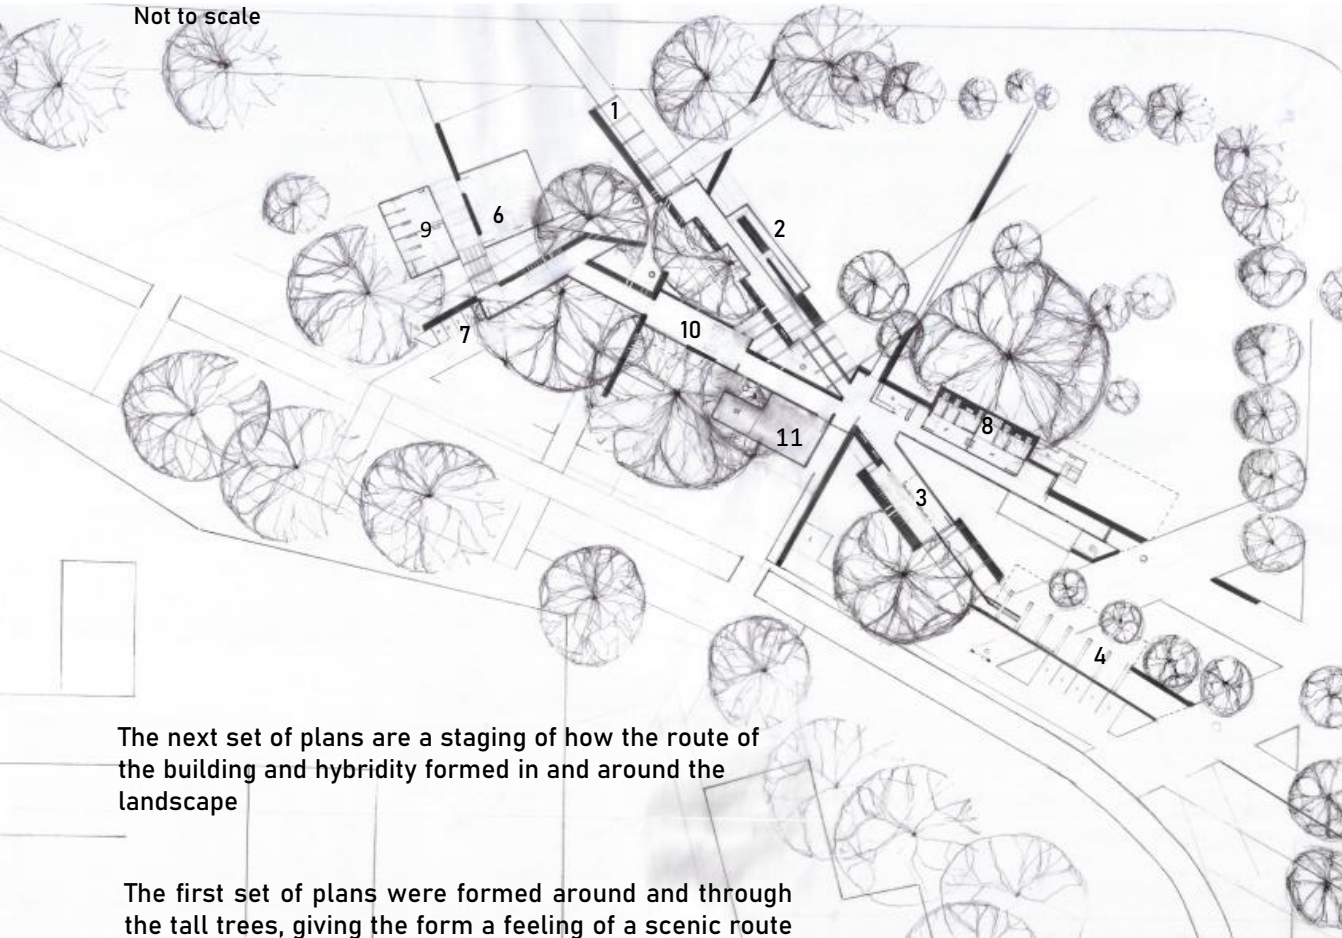 Not to scale
1
2
6
9
7
10
8
11
3
4
The next set of plans are a staging of how the route of
the building and hybridity formed in and around the
landscape
The first set of plans were formed around and through
the tall trees, giving the form a feeling of a scenic route